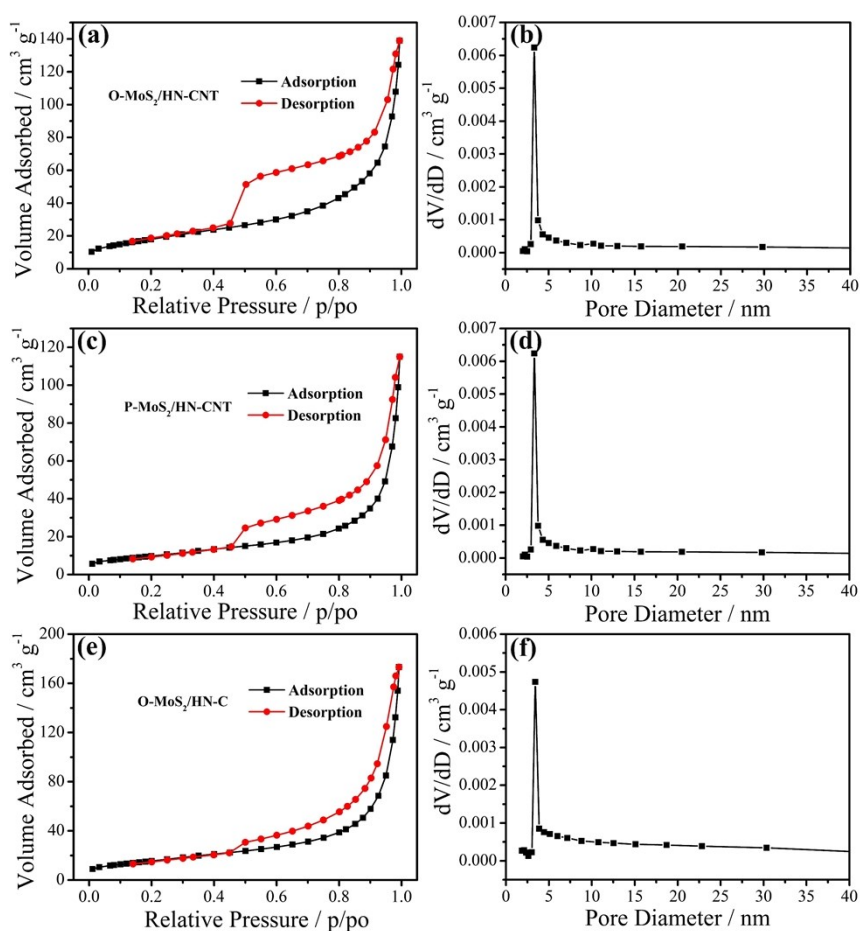 (a)
O-MoS2/HN-CNT
Adsorption
Desorption
Volume Adsorbed / cm3 g-1
140
120
100
80
60
40
20
0
0.0 0.2 0.4 0.6 0.8 1.0
Relative Pressure / p/po
(b)
dV/dD / cm3 g-1
0.007
0.006
0.005
0.004
0.003
0.002
0.001
0.000
0 5 10 15 20 25 30 35 40
Pore Diameter / nm
(c)
P-MoS2/HN-CNT
Adsorption
Desorption
Volume Adsorbed / cm3 g-1
120
100
80
60
40
20
0
0.0 0.2 0.4 0.6 0.8 1.0
Relative Pressure / p/po
(d)
dV/dD / cm3 g-1
0.007
0.006
0.005
0.004
0.003
0.002
0.001
0.000
0 5 10 15 20 25 30 35 40
Pore Diameter / nm
(e)
O-MoS2/HN-C
Adsorption
Desorption
Volume Adsorbed / cm3 g-1
200
160
120
80
40
0
0.0 0.2 0.4 0.6 0.8 1.0
Relative Pressure / p/po
(f)
dV/dD / cm3 g-1
0.006
0.005
0.004
0.003
0.002
0.001
0.000
0 5 10 15 20 25 30 35 40
Pore Diameter / nm